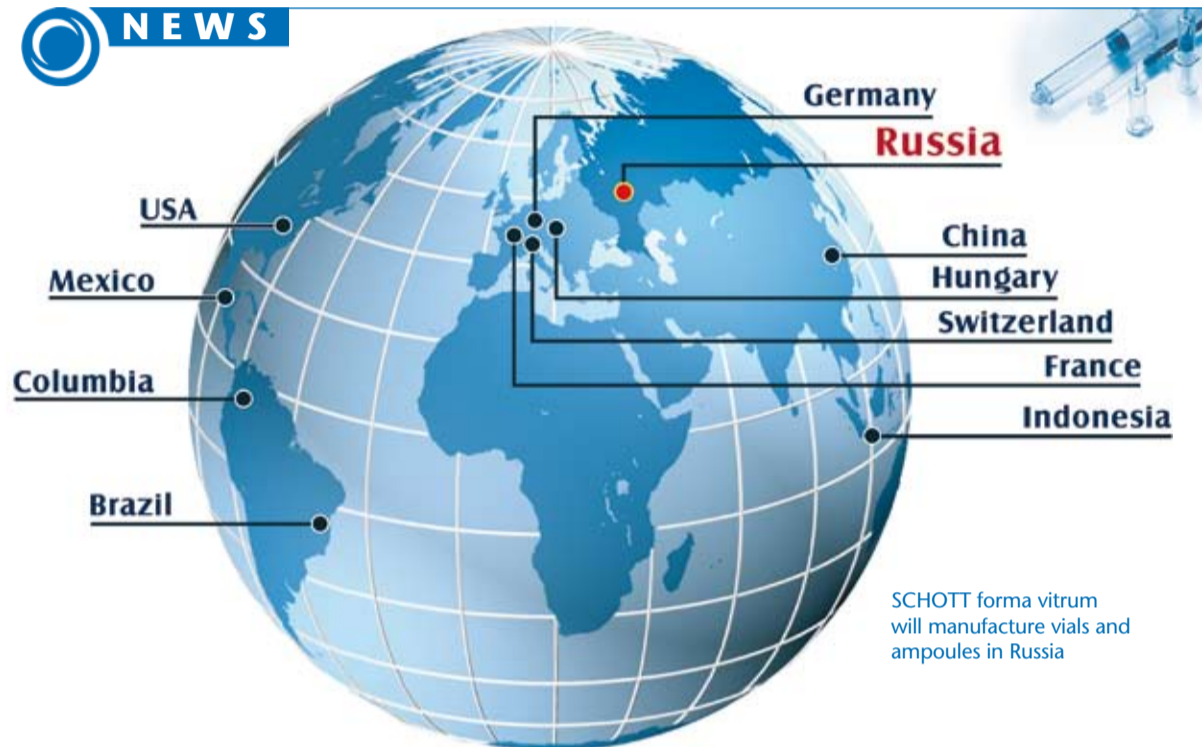 NEWS
Germany
Russia
USA
China
Mexico
Hungary
Switzerland
Columbia
France
Indonesia
Brazil
SCHOTT forma vitrum
will manufacture vials and
ampoules in Russia